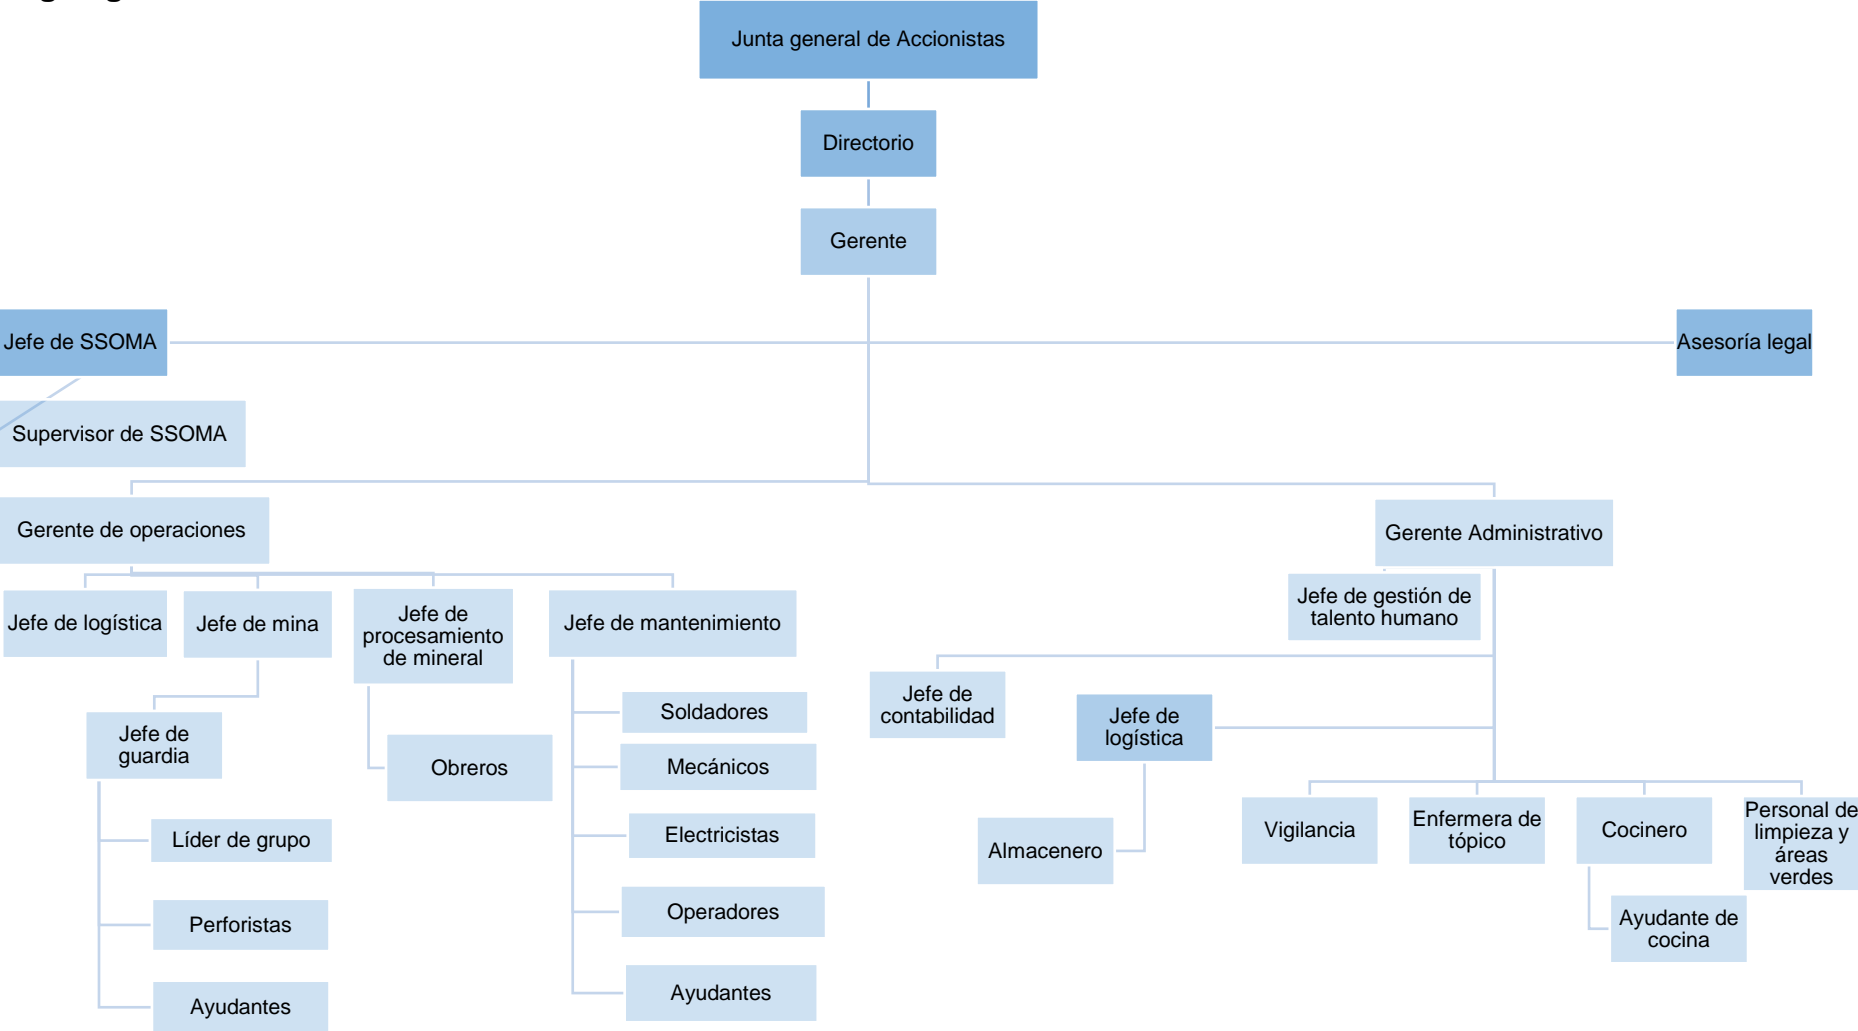 Junta general de Accionistas
Directorio
Gerente
Jefe de SSOMA
Asesoría legal
Supervisor de SSOMA
Gerente de operaciones
Gerente Administrativo
Jefe de logística
Jefe de mina
Jefe de
procesamiento
de mineral
Jefe de mantenimiento
Jefe de gestión de
talento humano
Jefe de
contabilidad
Jefe de
logística
Jefe de
guardia
Obreros
Soldadores
Mecánicos
Electricistas
Operadores
Ayudantes
Líder de grupo
Perforistas
Ayudantes
Almacenero
Vigilancia
Enfermera de
tópico
Cocinero
Personal de
limpieza y
áreas
verdes
Ayudante de
cocina